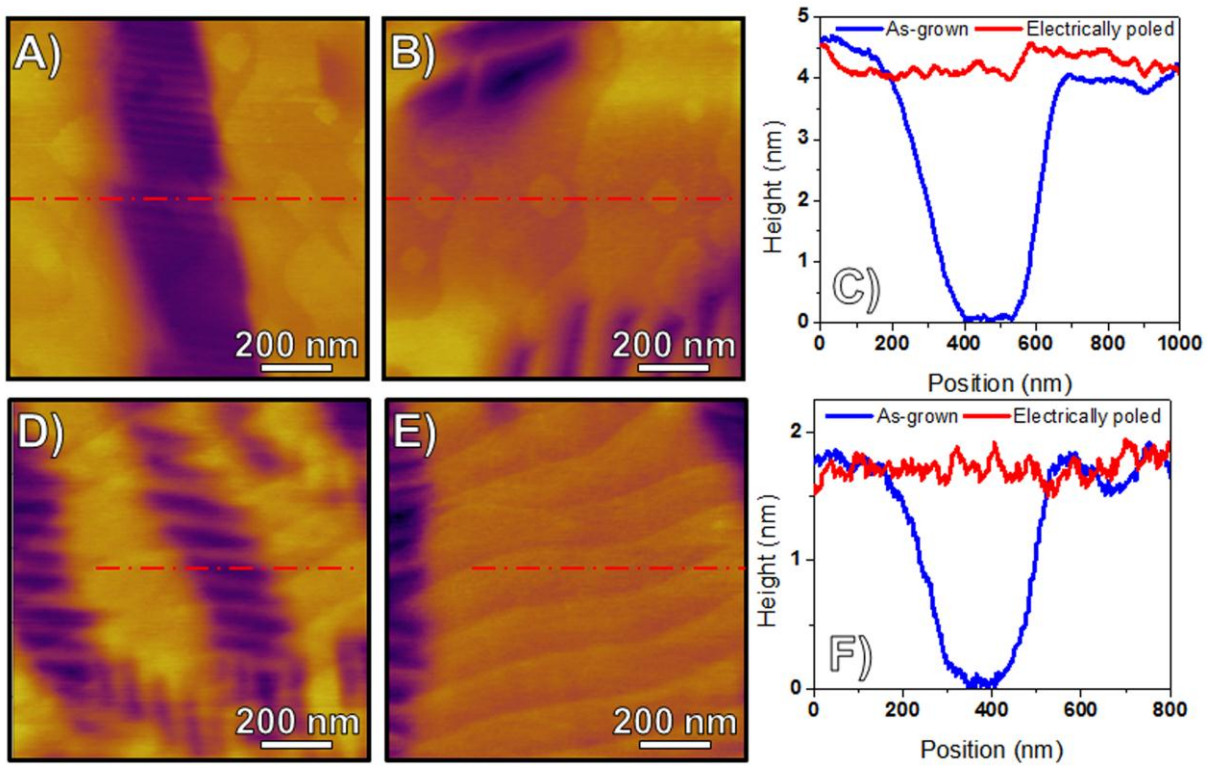 A)
200 nm
B)
200 nm
As-grown Electrically poled
Height (nm)
5
4
3
2
1
0
C)
0 200 400 600 800 1000
Position (nm)
D)
200 nm
E)
200 nm
As-grown Electrically poled
Height (nm)
2
1
0
F)
0 200 400 600 800
Position (nm)